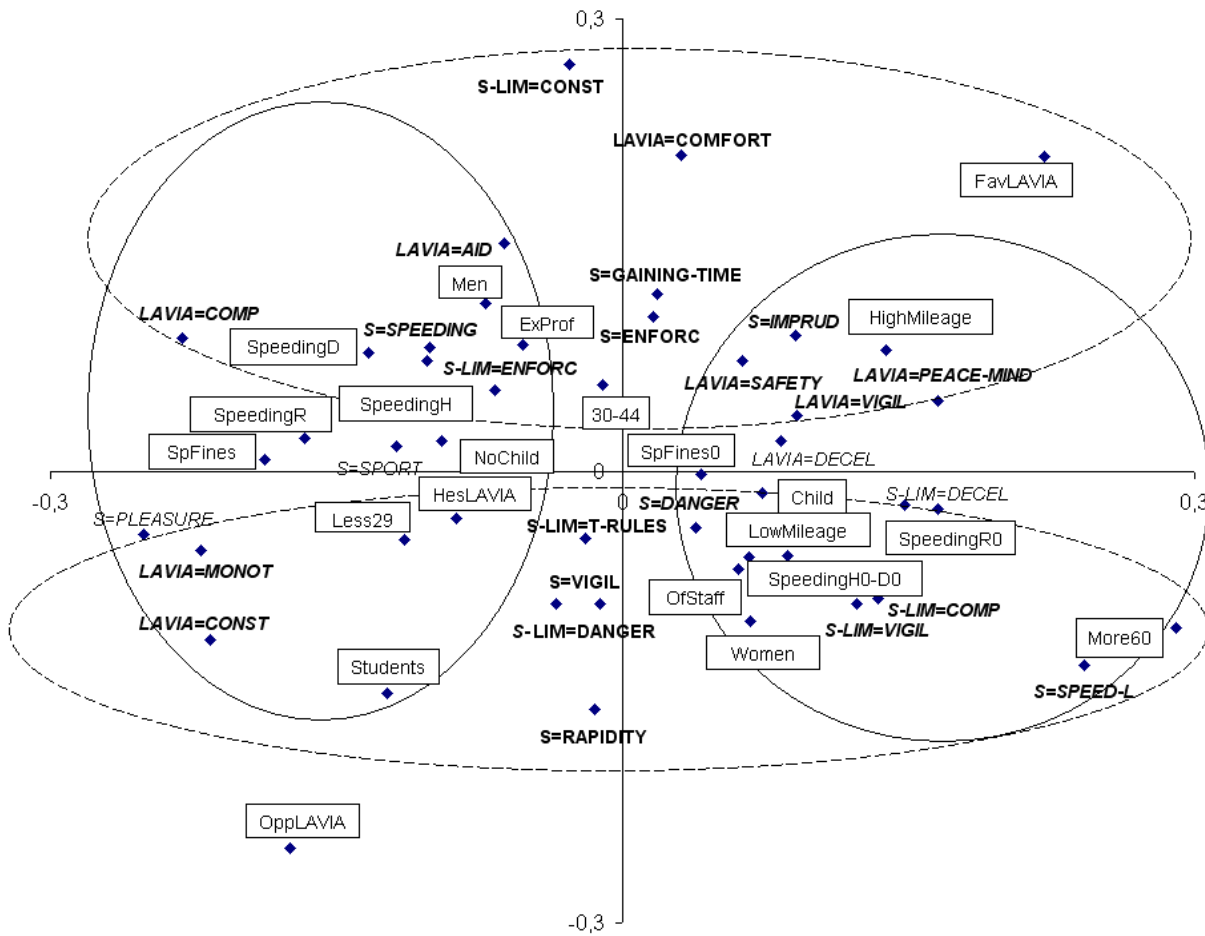 0,3
S-LIM=CONST
LAVIA=COMFORT
FavLAVIA
LAVIA=AID
Men
S=GAINING-TIME
LAVIA=COMP
S=SPEEDING
ExProf
S=ENFORC
S=IMPRUD
HighMileage
SpeedingD
S-LIM=ENFORC
LAVIA=SAFETY
LAVIA=PEACE-MIND
SpeedingR
SpeedingH
30-44
LAVIA=VIGIL
SpFines
S=SPORT
NoChild
0
SpFines0
LAVIA=DECEL
-0,3
0
0,3
S=PLEASURE
Less29
HesLAVIA
S-LIM=T-RULES
S=DANGER
Child
S-LIM=DECEL
LowMileage
SpeedingR0
LAVIA=MONOT
S=VIGIL
OfStaff
SpeedingH0-D0
S-LIM=COMP
LAVIA=CONST
S-LIM=DANGER
Women
S-LIM=VIGIL
More60
Students
S=SPEED-L
S=RAPIDITY
OppLAVIA
-0,3